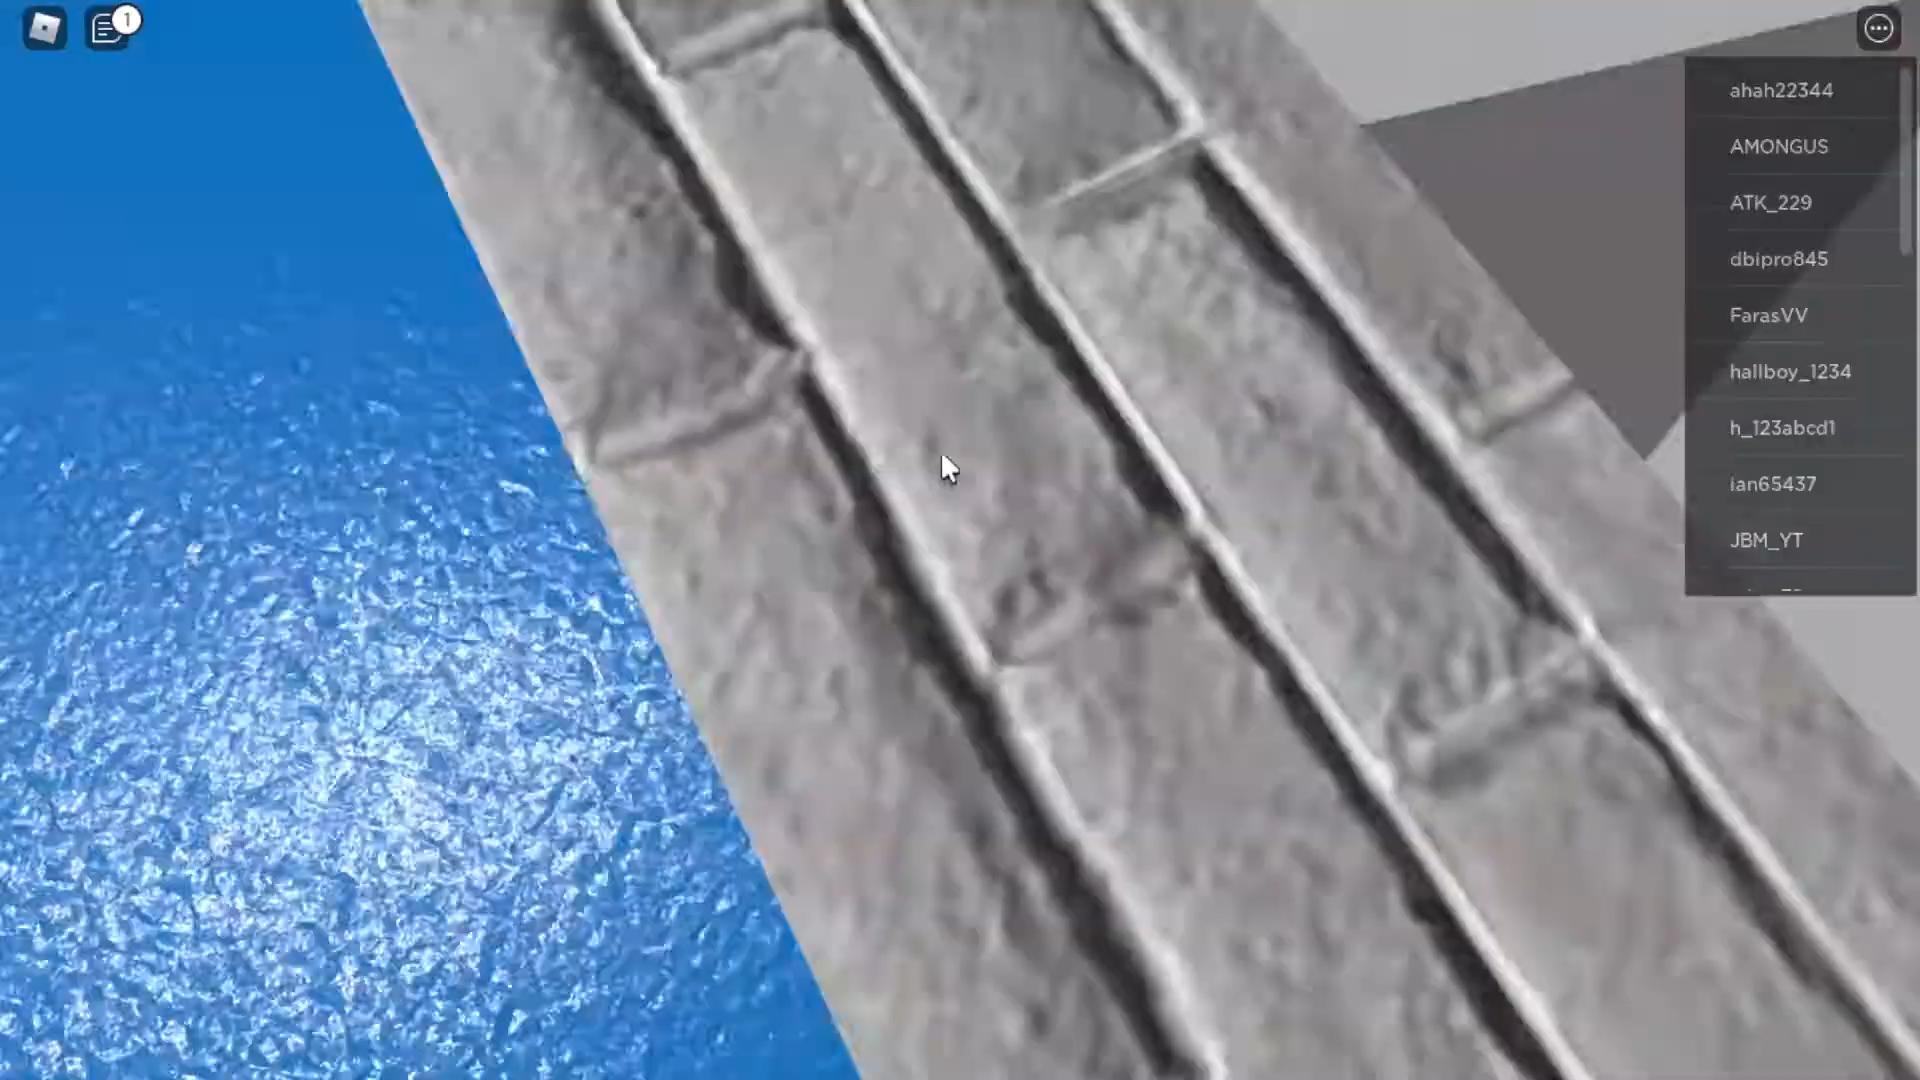 1
ahah22344
AMONGUS
ATK_229
dbipro845
FarasVV
hallboy_1234
h_123abcd1
ian65437
JBM_YT